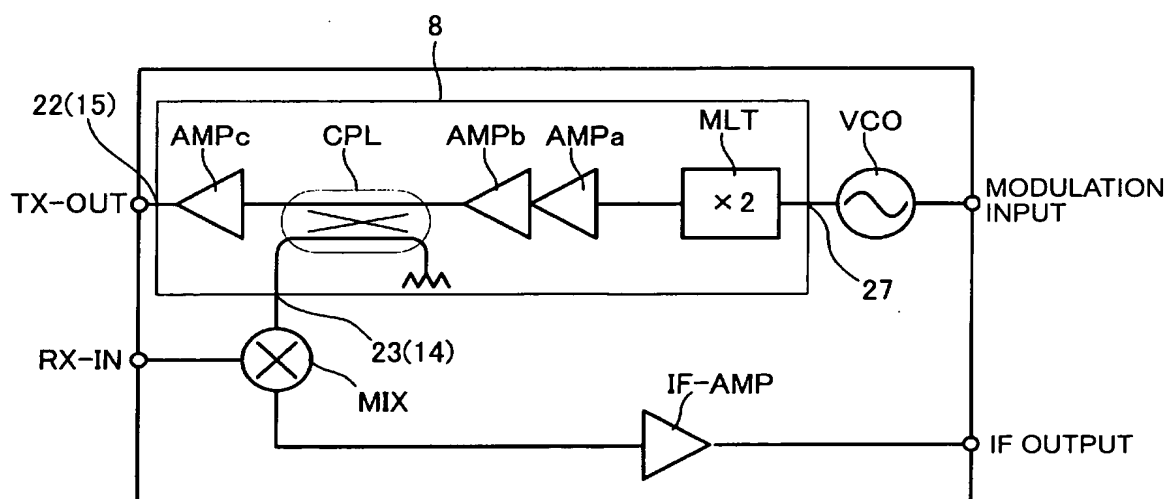 8
22(15)
AMPc
CPL
AMPb
AMPa
MLT
VCO
TX-OUT
×2
MODULATION
INPUT
27
23(14)
RX-IN
MIX
IF-AMP
IF OUTPUT